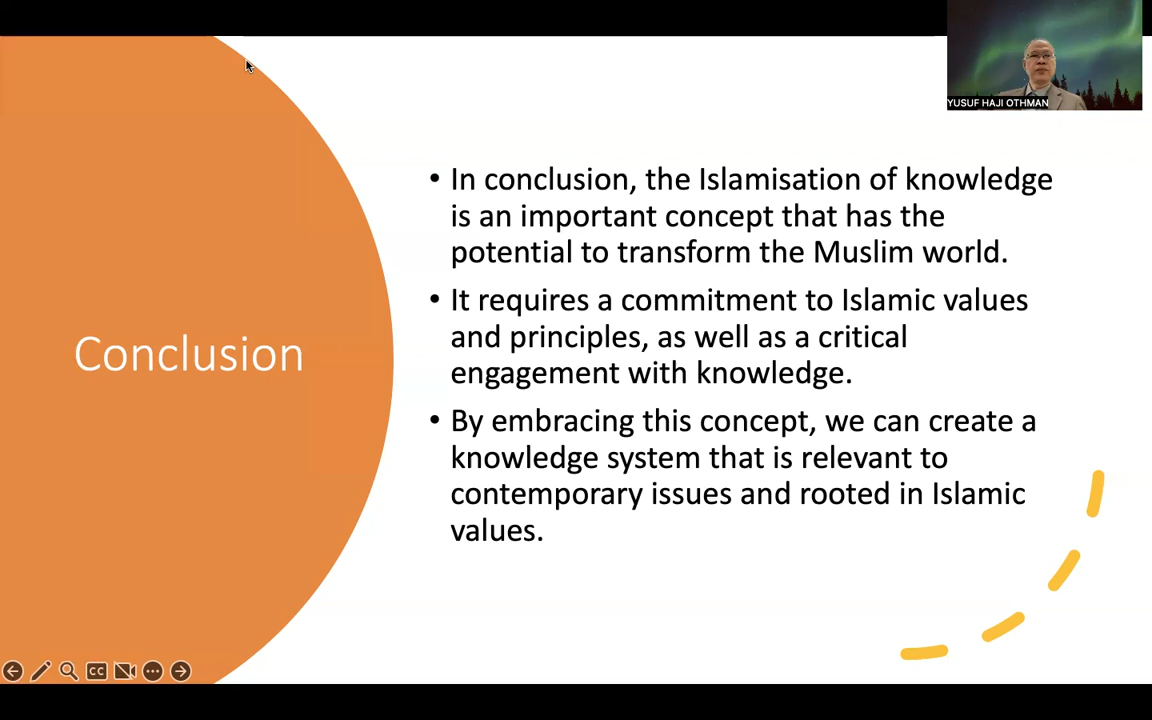 YUSUF HAJI OTHMAN
Conclusion
• In conclusion, the Islamisation of knowledge
is an important concept that has the
potential to transform the Muslim world.
• It requires a commitment to Islamic values
and principles, as well as a critical
engagement with knowledge.
• By embracing this concept, we can create a
knowledge system that is relevant to
contemporary issues and rooted in Islamic
values.
CC